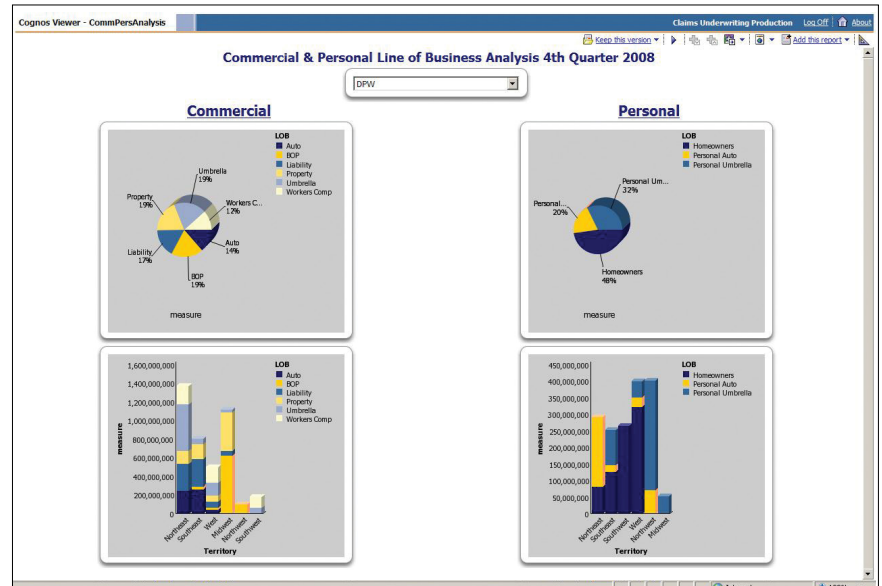 Cognos Viewer - CommPersAnalysis
Claims Underwriting Production Log Off About
Keep this version Add this report
Commercial & Personal Line of Business Analysis 4th Quarter 2008
DPW
Commercial
LOB
Auto
BOP
Liability
Property
Umbrella
Workers Comp
Umbrella
19%
Property
19%
Workers C...
12%
Liability
17%
Auto
14%
BOP
19%
measure
Personal
LOB
Homeowners
Personal Auto
Personal Umbrella
Personal Um...
32%
Personal...
20%
Homeowners
48%
measure
1,600,000,000
1,400,000,000
1,200,000,000
1,000,000,000
800,000,000
600,000,000
400,000,000
200,000,000
0
measure
LOB
Auto
BOP
Liability
Property
Umbrella
Workers Comp
Northeast
Southeast
West
Midwest
Northwest
Southwest
Territory
450,000,000
400,000,000
350,000,000
300,000,000
250,000,000
200,000,000
150,000,000
100,000,000
50,000,000
0
measure
LOB
Homeowners
Personal Auto
Personal Umbrella
Northeast
Southeast
Southwest
West
Northwest
Midwest
Territory